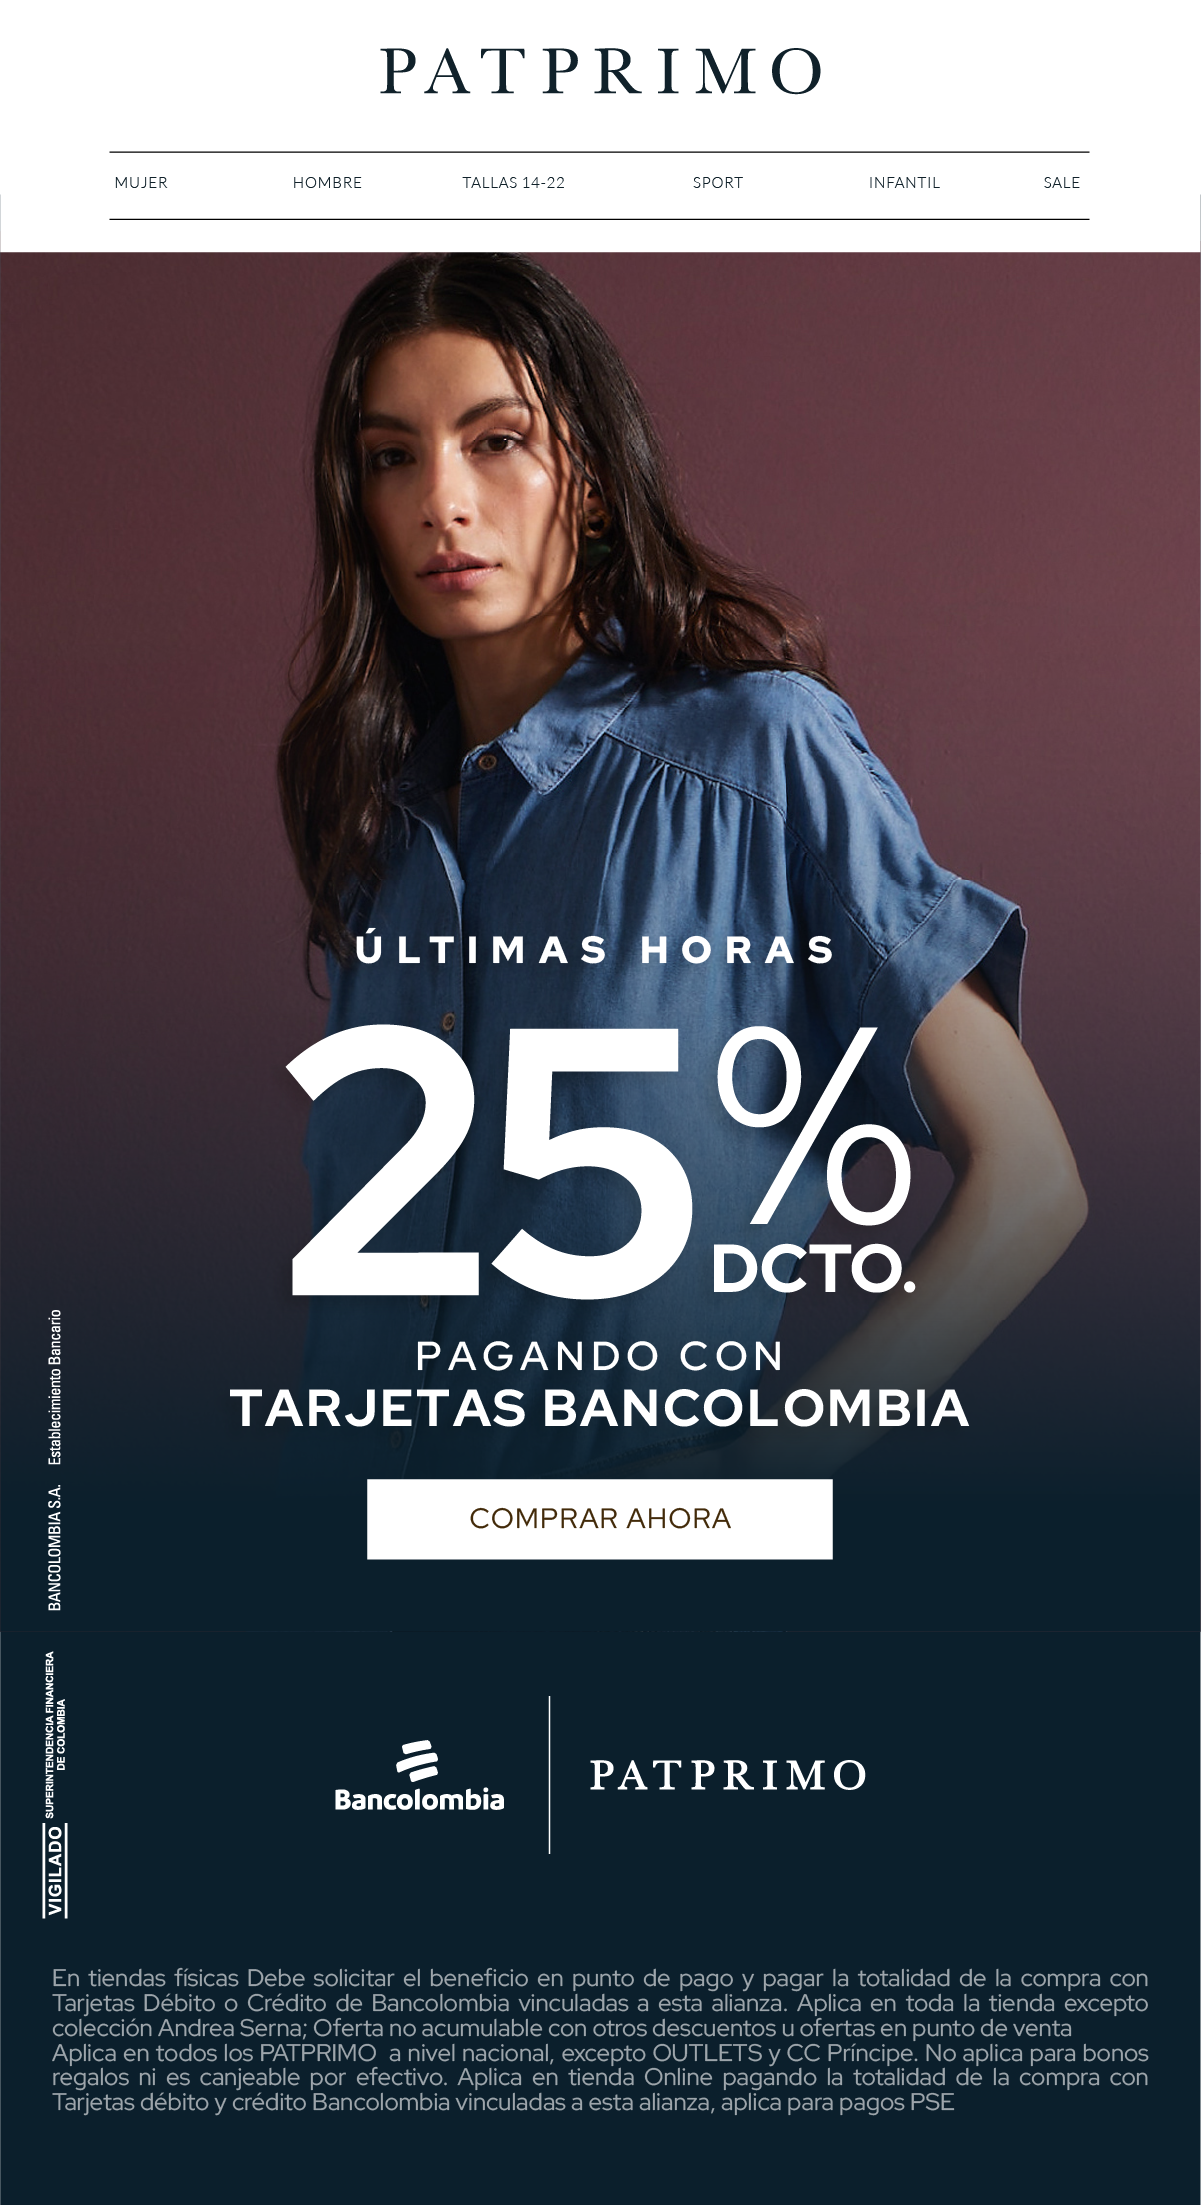 PATPRIMO
MUJER HOMBRE TALLAS 14-22 SPORT INFANTIL SALE
ÚLTIMAS HORAS
25%
DCTO.
PAGANDO CON
TARJETAS BANCOLOMBIA
COMPRAR AHORA
BANCOLOMBIA S.A. Establecimiento Bancario
VIGILADO SUPERINTENDENCIA FINANCIERA
DE COLOMBIA
Bancolombia
PATPRIMO
En tiendas físicas Debe solicitar el beneficio en punto de pago y pagar la totalidad de la compra con
Tarjetas Débito o Crédito de Bancolombia vinculadas a esta alianza. Aplica en toda la tienda excepto
colección Andrea Serna; Oferta no acumulable con otros descuentos u ofertas en punto de venta
Aplica en todos los PATPRIMO a nivel nacional, excepto OUTLETS y CC Príncipe. No aplica para bonos
regalos ni es canjeable por efectivo. Aplica en tienda Online pagando la totalidad de la compra con
Tarjetas débito y crédito Bancolombia vinculadas a esta alianza, aplica para pagos PSE